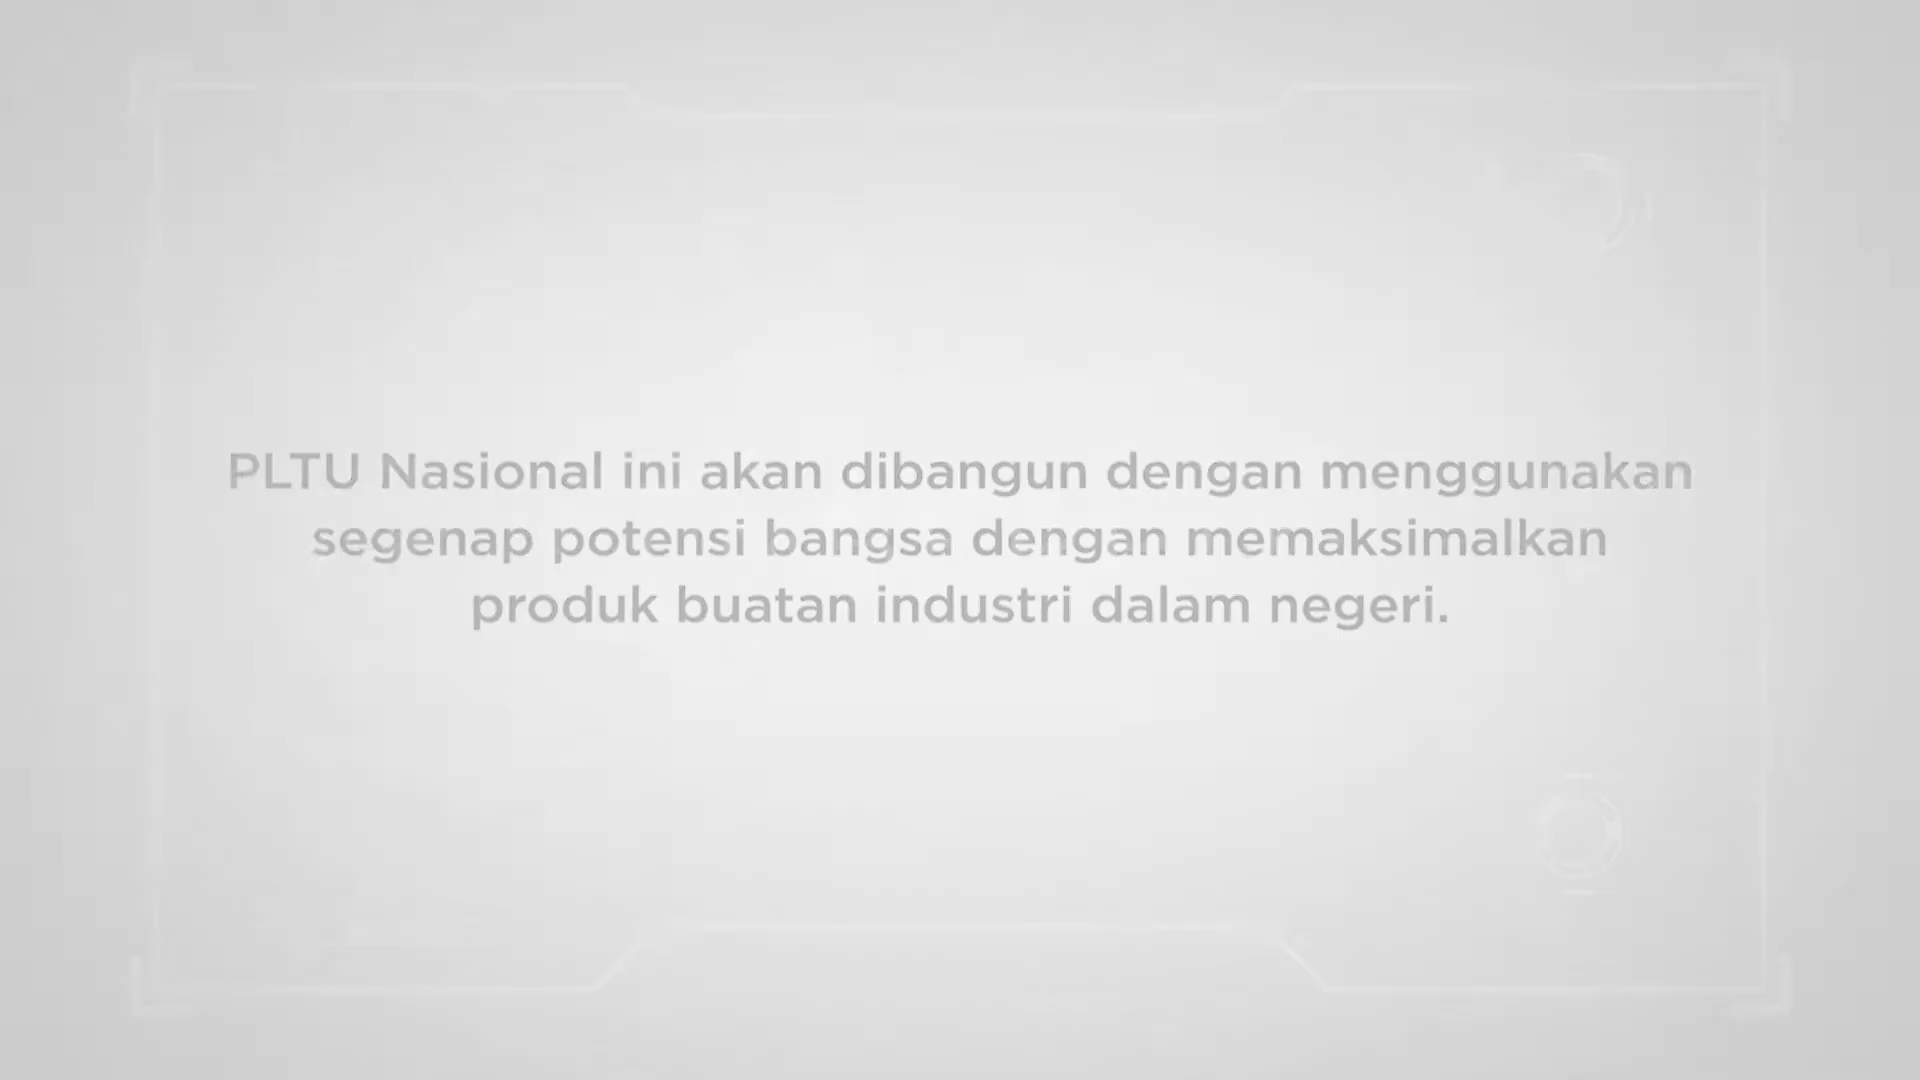 PLTU Nasional ini akan dibangun dengan menggunakan
segenap potensi bangsa dengan memaksimalkan
produk buatan industri dalam negeri.